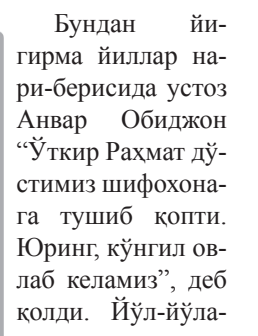 Бундан йи-
гирма йиллар на-
ри-берисида устоз
Анвар Обиджон
“Ўткир Раҳмат дў-
стимиз шифохона-
га тушиб қопти.
Юринг, кўнгил ов-
лаб келамиз”, деб
қолди. Йўл-йўла-